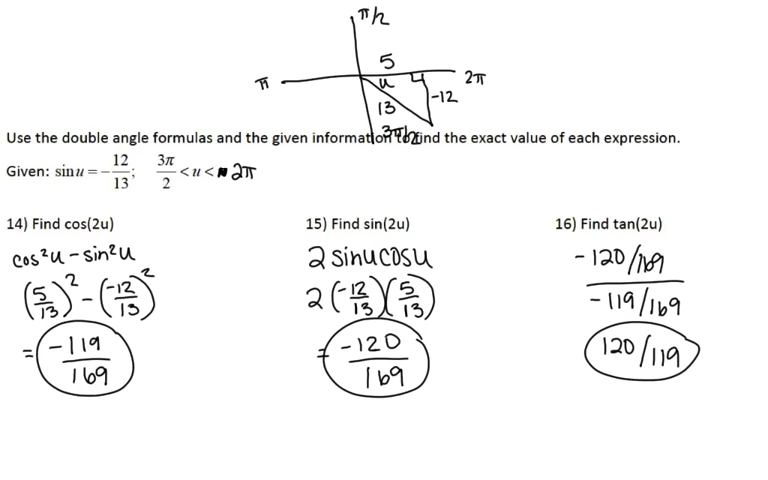 π/2
5
π
u
2π
-12
13
3π/2
Use the double angle formulas and the given information to find the exact value of each expression.
Given: sin u = -12/13; 3π/2 < u < 2π
14) Find cos(2u)
cos²u - sin²u
(5/13)² - (-12/13)²
= -119/169
15) Find sin(2u)
2 sinu cosu
2(-12/13)(5/13)
= -120/169
16) Find tan(2u)
-120/169
-119/169
120/119